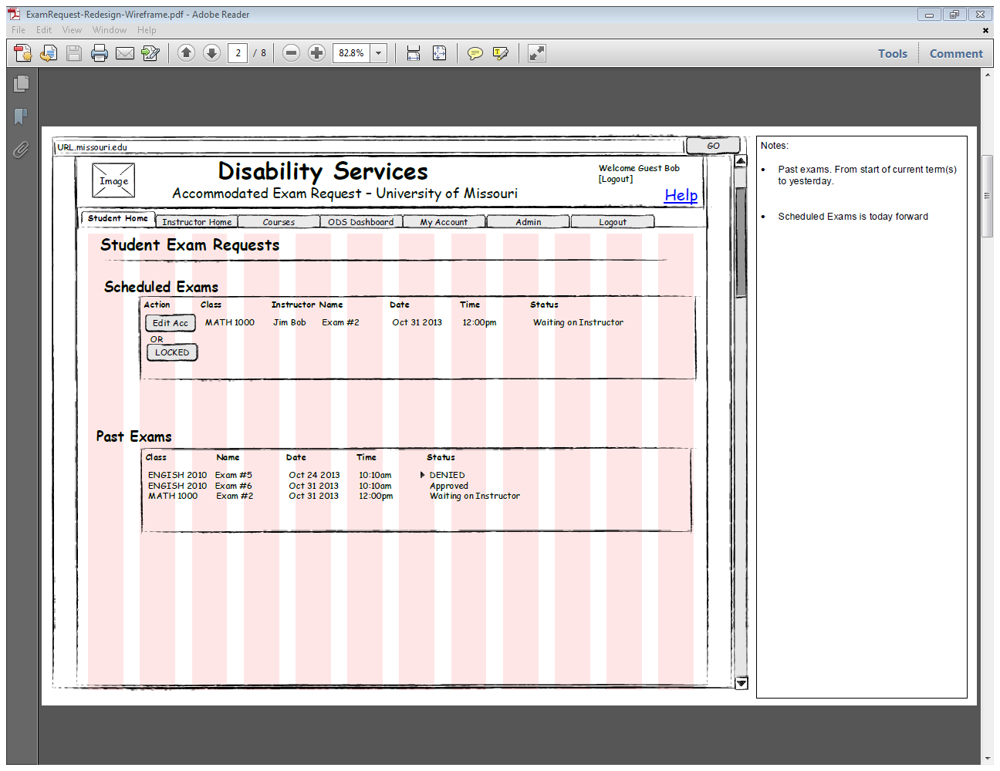 ExamRequest-Redesign-Wireframe.pdf - Adobe Reader
File Edit View Window Help
2 / 8 82.8% Tools Comment
URL.missouri.edu GO
Image
Disability Services
Accommodated Exam Request – University of Missouri
Welcome Guest Bob
[Logout]
Help
Student Home Instructor Home Courses ODS Dashboard My Account Admin Logout
Student Exam Requests
Scheduled Exams
Action Class Instructor Name Date Time Status
Edit Acc MATH 1000 Jim Bob Exam #2 Oct 31 2013 12:00pm Waiting on Instructor
OR
LOCKED
Past Exams
Class Name Date Time Status
ENGISH 2010 Exam #5 Oct 24 2013 10:10am DENIED
ENGISH 2010 Exam #6 Oct 31 2013 10:10am Approved
MATH 1000 Exam #2 Oct 31 2013 12:00pm Waiting on Instructor
Notes:
• Past exams. From start of current term(s)
to yesterday.
• Scheduled Exams is today forward